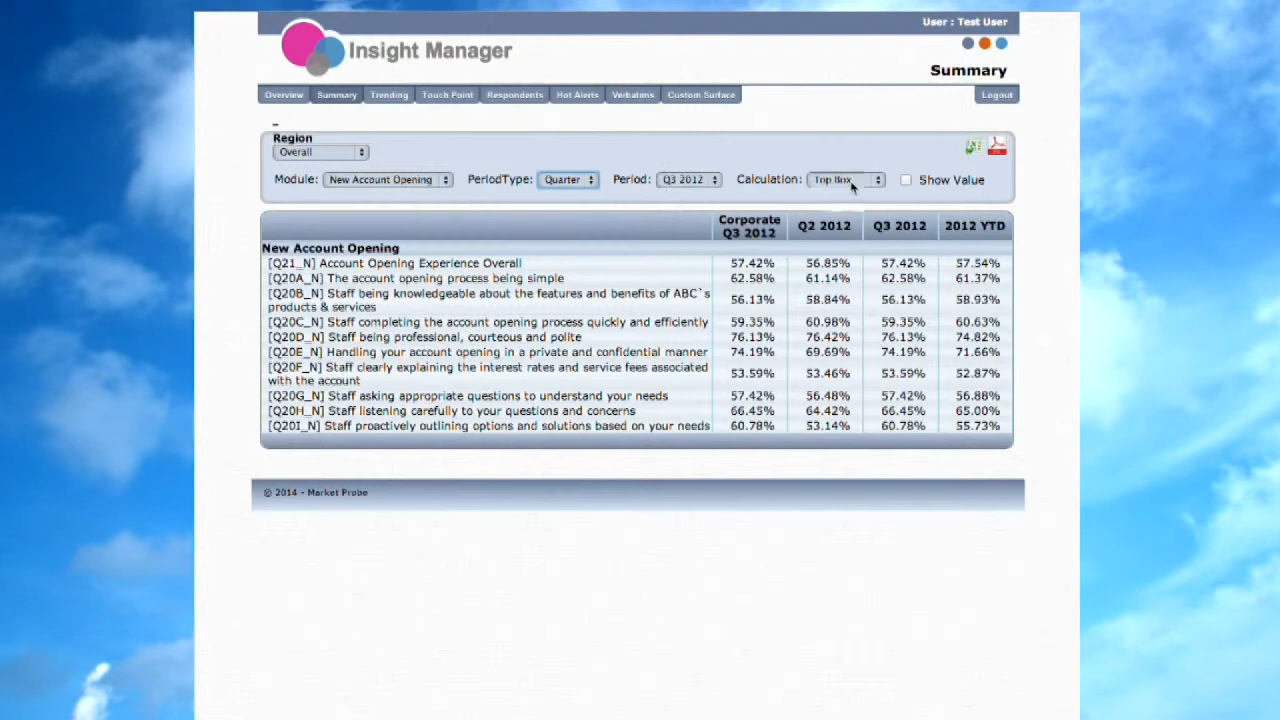 User : Test User
Insight Manager
Summary
Overview Summary Trending Touch Point Respondents Hot Alerts Verbatims Custom Surface Logout
Region
Overall
Module: New Account Opening PeriodType: Quarter Period: Q3 2012 Calculation: Top Box Show Value
Corporate
Q3 2012 Q2 2012 Q3 2012 2012 YTD
New Account Opening
[Q21_N] Account Opening Experience Overall 57.42% 56.85% 57.42% 57.54%
[Q20A_N] The account opening process being simple 62.58% 61.14% 62.58% 61.37%
[Q20B_N] Staff being knowledgeable about the features and benefits of ABC`s
products & services 56.13% 58.84% 56.13% 58.93%
[Q20C_N] Staff completing the account opening process quickly and efficiently 59.35% 60.98% 59.35% 60.63%
[Q20D_N] Staff being professional, courteous and polite 76.13% 76.42% 76.13% 74.82%
[Q20E_N] Handling your account opening in a private and confidential manner 74.19% 69.69% 74.19% 71.66%
[Q20F_N] Staff clearly explaining the interest rates and service fees associated
with the account 53.59% 53.46% 53.59% 52.87%
[Q20G_N] Staff asking appropriate questions to understand your needs 57.42% 56.48% 57.42% 56.88%
[Q20H_N] Staff listening carefully to your questions and concerns 66.45% 64.42% 66.45% 65.00%
[Q20I_N] Staff proactively outlining options and solutions based on your needs 60.78% 53.14% 60.78% 55.73%
© 2014 - Market Probe